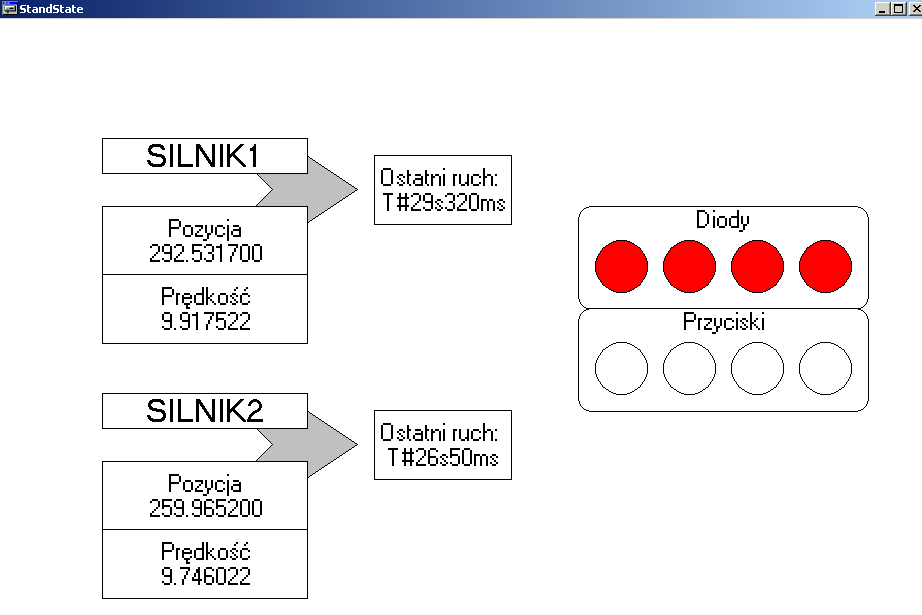 StandState
SILNIK1
Ostatni ruch:
T#29s320ms
Pozycja
292.531700
Prędkość
9.917522
Diody
Przyciski
SILNIK2
Ostatni ruch:
T#26s50ms
Pozycja
259.965200
Prędkość
9.746022